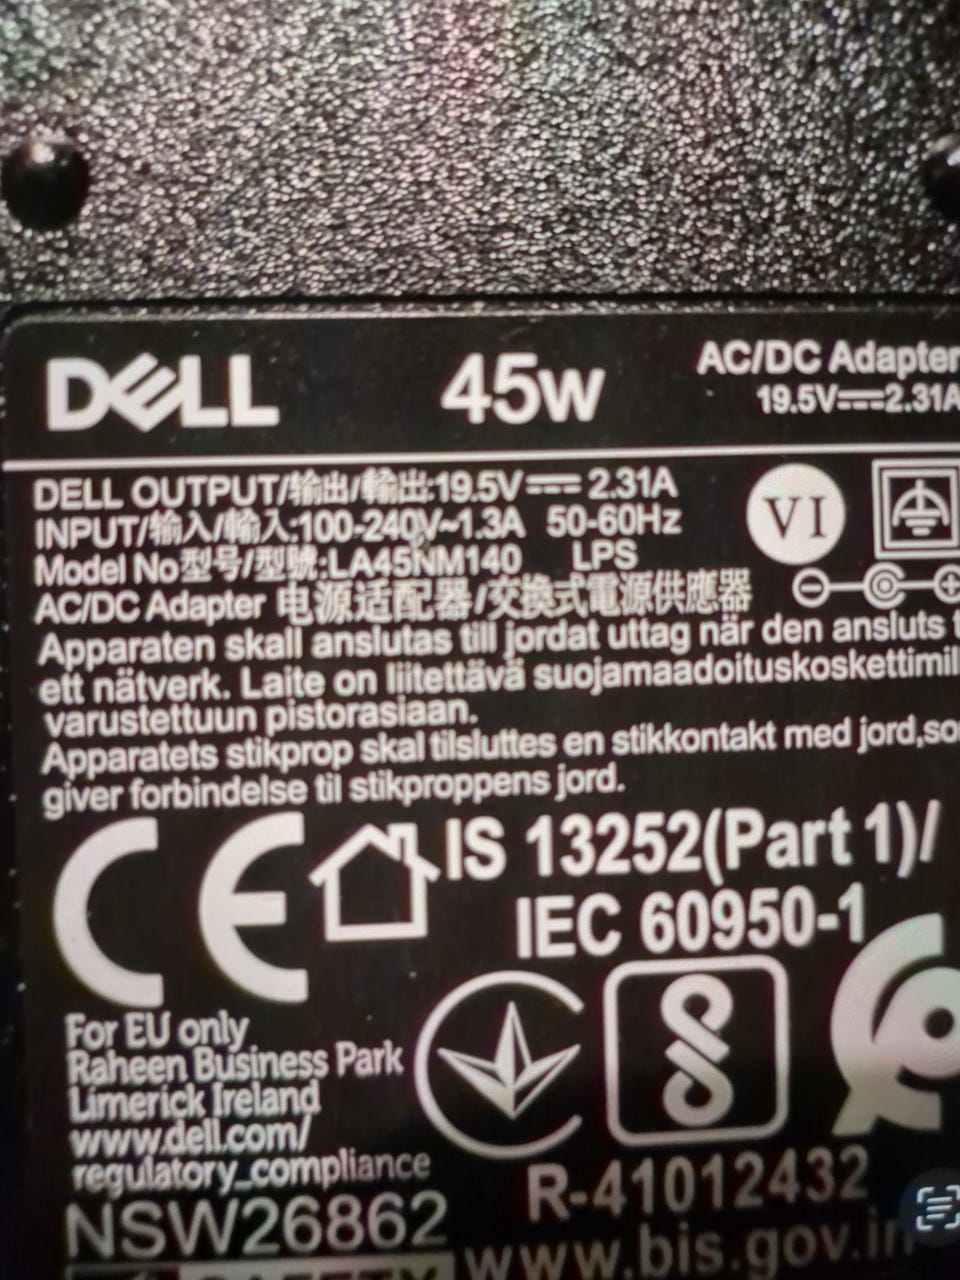 DELL 45W AC/DC Adapter
19.5V⎓2.31A
DELL OUTPUT/输出/輸出:19.5V⎓2.31A
INPUT/输入/輸入:100-240V~1.3A 50-60Hz
VI
Model No型号/型號:LA45NM140 LPS
AC/DC Adapter 电源适配器/交換式電源供應器
Apparaten skall anslutas till jordat uttag när den ansluts t
ett nätverk. Laite on liitettävä suojamaadoituskoskettimil
varustettuun pistorasiaan.
Apparatets stikprop skal tilsluttes en stikkontakt med jord,so
giver forbindelse til stikproppens jord.
CE IS 13252(Part 1)/
IEC 60950-1
For EU only
Raheen Business Park
Limerick Ireland
www.dell.com/
regulatory_compliance
R-41012432
NSW26862
www.bis.gov.in
SAFETY